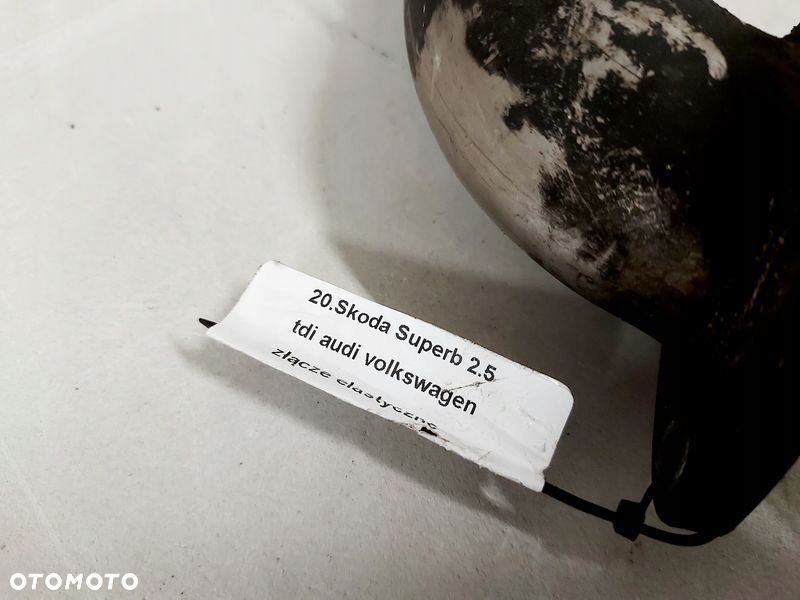 20.Skoda Superb 2.5
tdi audi volkswagen
złącze elastyczne
OTOMOTO